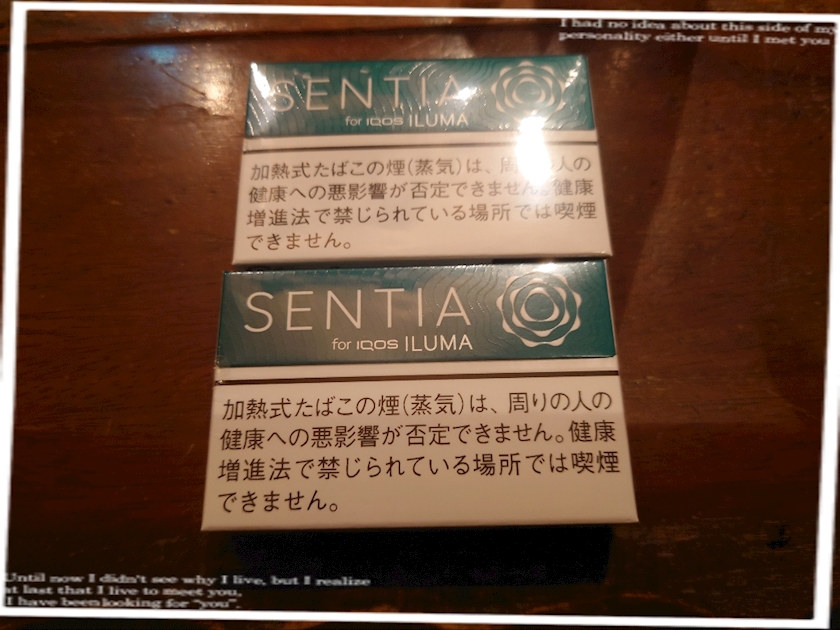 I had no idea about this side of my
personality either until I met you
SENTIA
for IQOS ILUMA
加熱式たばこの煙(蒸気)は、周の人の
健康への悪影響が否定できません。健康
増進法で禁じられている場所では喫煙
できません。
SENTIA
for IQOS ILUMA
加熱式たばこの煙(蒸気)は、周りの人の
健康への悪影響が否定できません。健康
増進法で禁じられている場所では喫煙
できません。
Until now I didn't see why I live, but I realize
at last that I live to meet you,
I have been looking for "you".